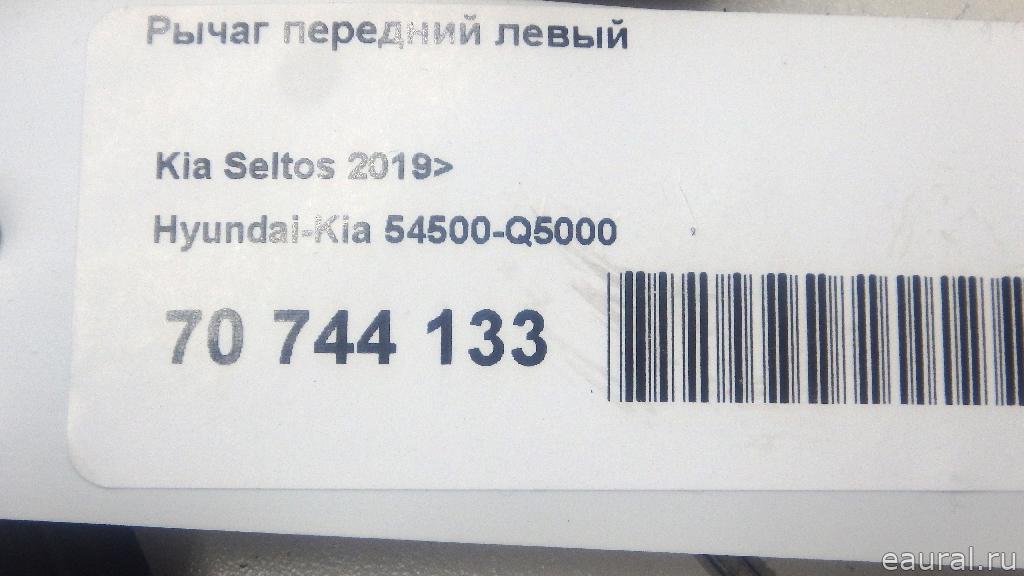 Рычаг передний левый
Kia Seltos 2019>
Hyundai-Kia 54500-Q5000
70 744 133
eaural.ru